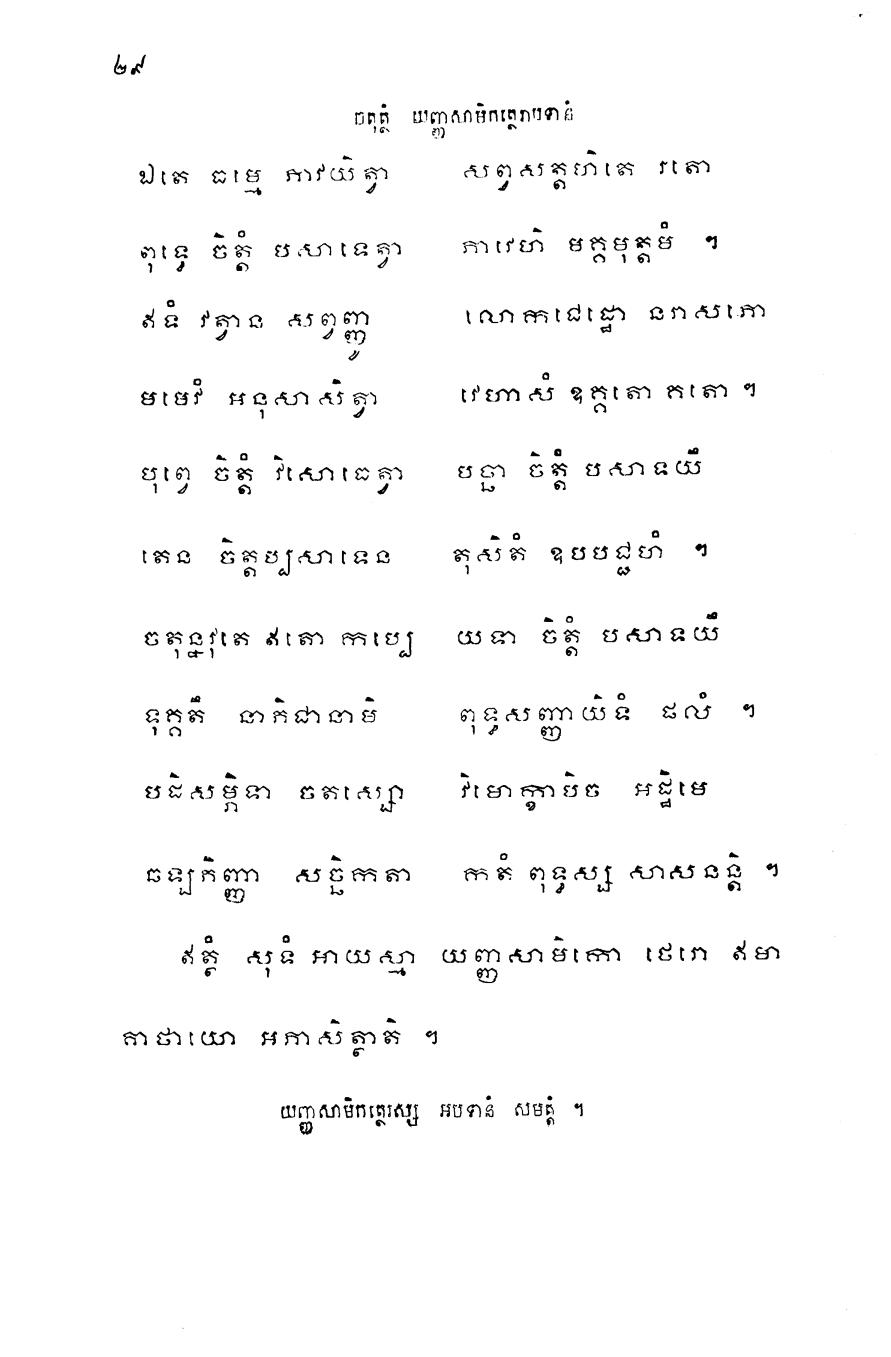 ២៩
ចតុត្ថំ យញ្ញសាមិកត្ថេរាបទានំ
ឯតេ ធម្មេ ភាវយិត្វា សព្វសត្តហិតេ រតោ
ពុទ្ធេ ចិត្តំ បសាទេត្វា ភាវេហិ មគ្គមុត្តមំ ។
ឥទំ វត្វាន សព្វញ្ញូ លោកជេដ្ឋោ នរាសភោ
មមេវំ អនុសាសិត្វា វេហាសំ ឧគ្គតោ គតោ ។
បុព្វេ ចិត្តំ វិសោធេត្វា បច្ឆា ចិត្តំ បសាទយឹ
តេន ចិត្តប្បសាទេន តុសិតំ ឧបបជ្ជហំ ។
ចតុន្នវុតេ ឥតោ កប្បេ យទា ចិត្តំ បសាទយឹ
ទុគ្គតឹ នាភិជានាមិ ពុទ្ធសញ្ញាយិទំ ផលំ ។
បដិសម្ភិទា ចតស្សោ វិមោក្ខាបិច អដ្ឋិមេ
ឆឡភិញ្ញា សច្ឆិកតា កតំ ពុទ្ធស្ស សាសនន្តិ ។
ឥត្ថំ សុទំ អាយស្មា យញ្ញសាមិកោ ថេរោ ឥមា
គាថាយោ អភាសិត្ថាតិ ។
យញ្ញសាមិកត្ថេរស្ស អបទានំ សមត្តំ ។